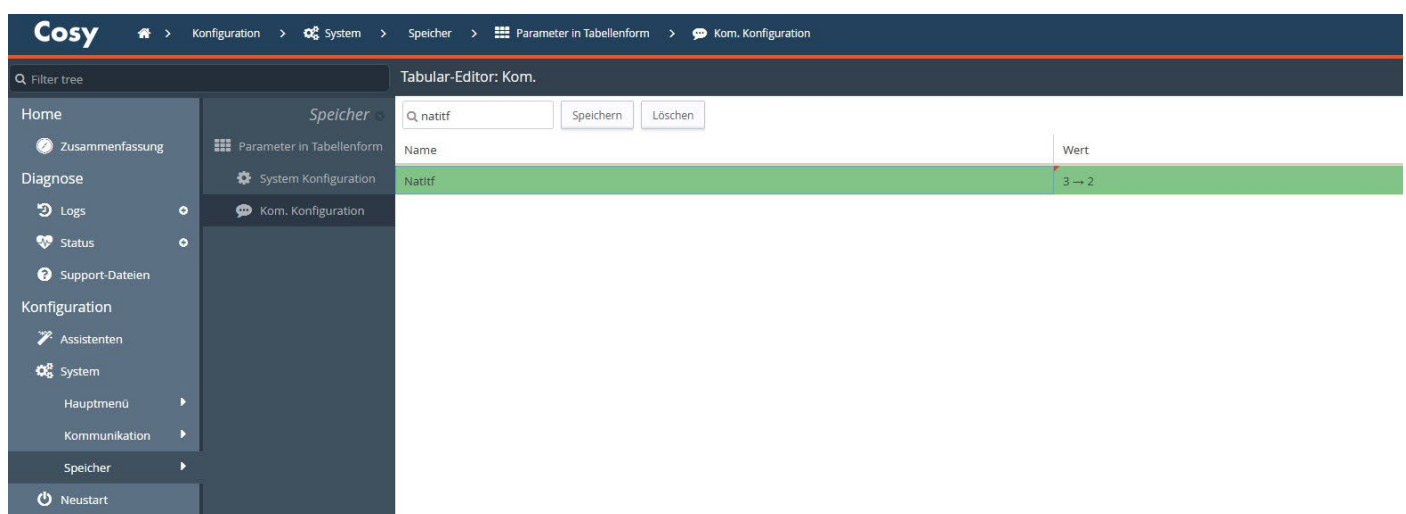 Cosy > Konfiguration > System > Speicher > Parameter in Tabellenform > Kom. Konfiguration
Filter tree
Tabular-Editor: Kom.
Home
Zusammenfassung
Diagnose
Logs
Status
Support-Dateien
Konfiguration
Assistenten
System
Hauptmenü
Kommunikation
Speicher
Neustart
Speicher
Parameter in Tabellenform
System Konfiguration
Kom. Konfiguration
natitf Speichern Löschen
Name Wert
NatItf 3 → 2